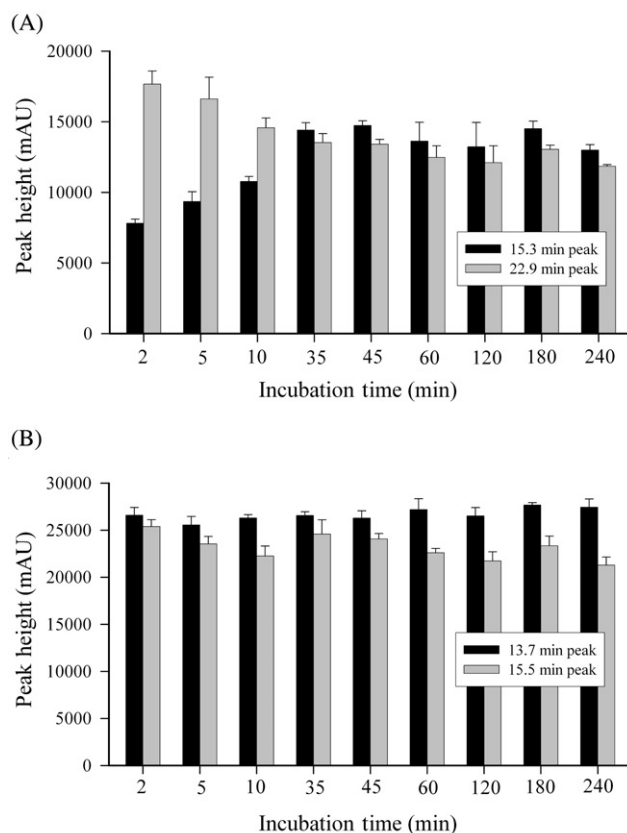 (A)
20000
15000
10000
5000
0
Peak height (mAU)
15.3 min peak
22.9 min peak
2 5 10 35 45 60 120 180 240
Incubation time (min)
(B)
30000
25000
20000
15000
10000
5000
0
Peak height (mAU)
13.7 min peak
15.5 min peak
2 5 10 35 45 60 120 180 240
Incubation time (min)